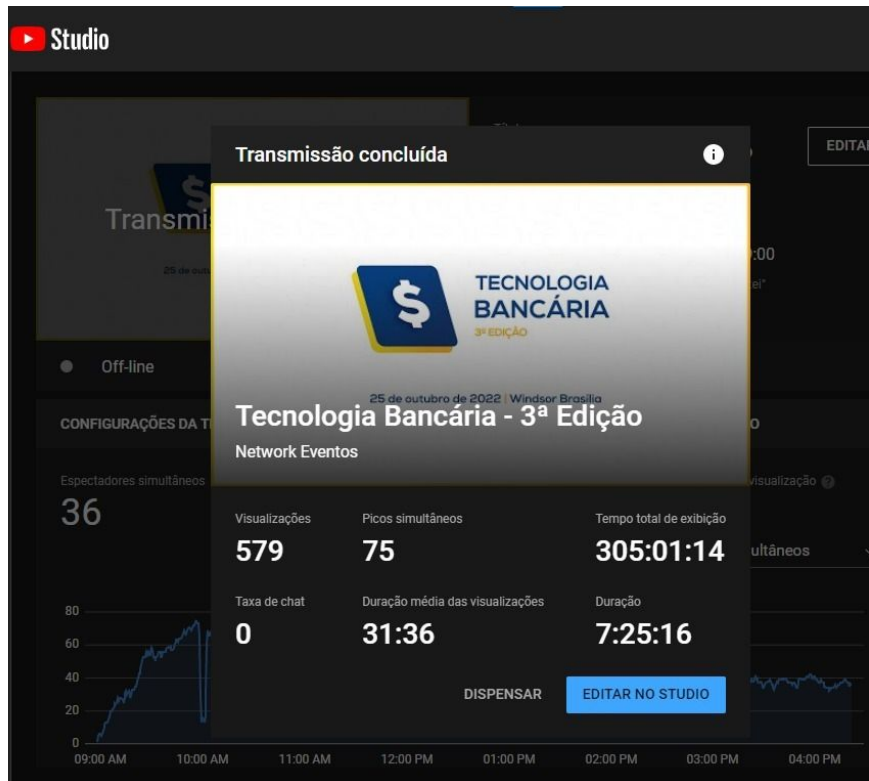 Studio
Transmissão concluída
EDITAR
Transmis
25 de
TECNOLOGIA
BANCÁRIA
3ª EDIÇÃO
25 de outubro de 2022 | Windsor Brasília
Tecnologia Bancária - 3ª Edição
Network Eventos
Off-line
CONFIGURAÇÕES DA T
Espectadores simultâneos
36
Visualizações
579
Picos simultâneos
75
Tempo total de exibição
305:01:14
Taxa de chat
0
Duração média das visualizações
31:36
Duração
7:25:16
visualização
ultâneos
DISPENSAR
EDITAR NO STUDIO
80
60
40
20
0
09:00 AM 10:00 AM 11:00 AM 12:00 PM 01:00 PM 02:00 PM 03:00 PM 04:00 PM